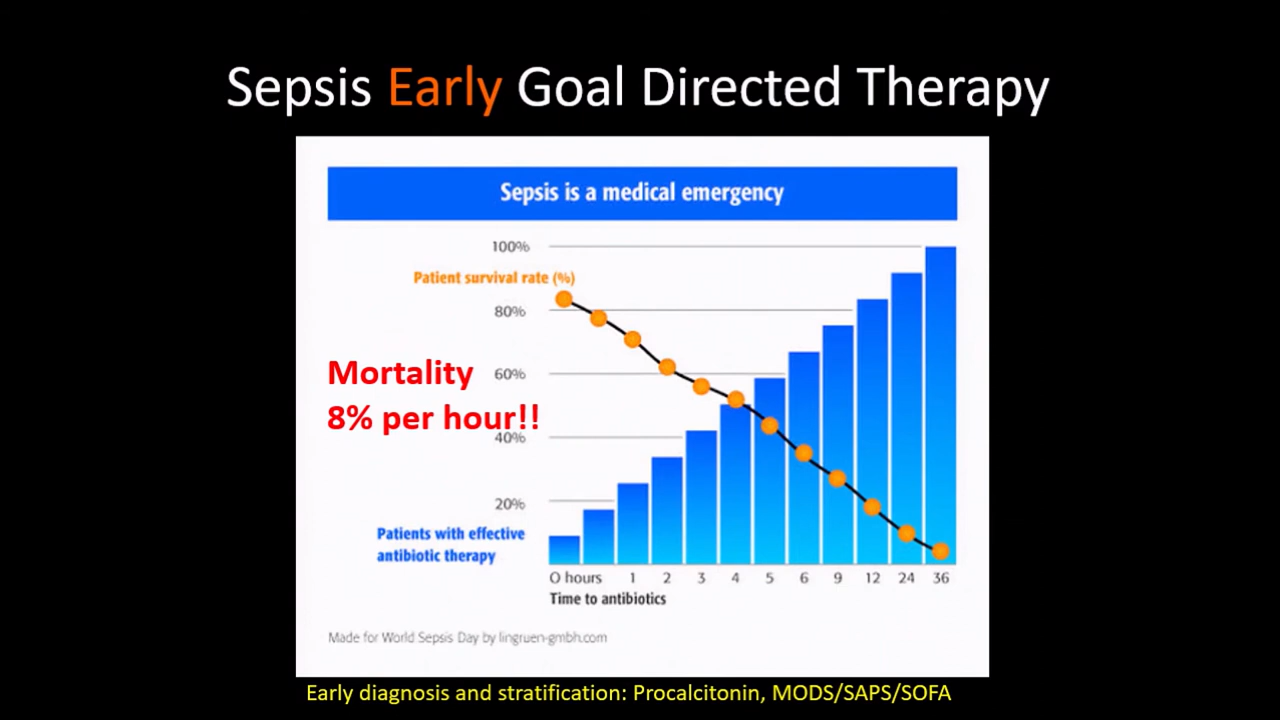 Sepsis Early Goal Directed Therapy
Sepsis is a medical emergency
100%
Patient survival rate (%)
80%
Mortality
60%
8% per hour!!
40%
20%
Patients with effective
antibiotic therapy
O hours 1 2 3 4 5 6 9 12 24 36
Time to antibiotics
Made for World Sepsis Day by lingruen-gmbh.com
Early diagnosis and stratification: Procalcitonin, MODS/SAPS/SOFA